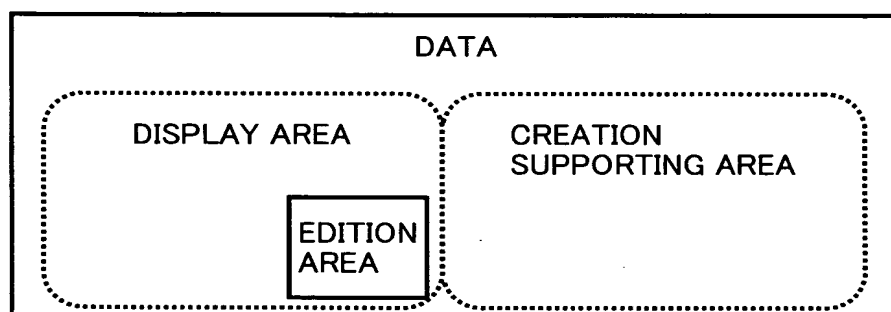 DATA
DISPLAY AREA
CREATION
SUPPORTING AREA
EDITION
AREA